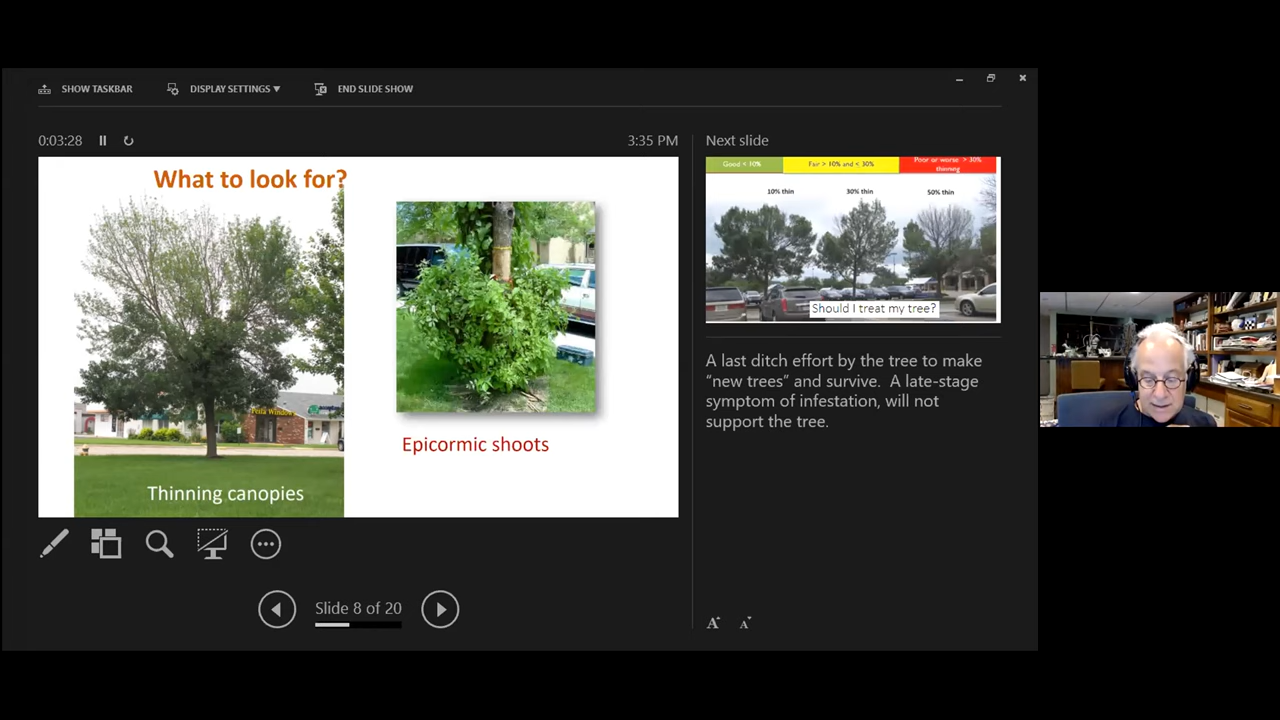 SHOW TASKBAR
DISPLAY SETTINGS ▼
END SLIDE SHOW
0:03:28
3:35 PM
Next slide
What to look for?
Thinning canopies
Epicormic shoots
Good < 10%
Fair > 10% and < 30%
Poor or worse > 30%
thinning
10% thin
30% thin
50% thin
Should I treat my tree?
A last ditch effort by the tree to make
“new trees” and survive. A late-stage
symptom of infestation, will not
support the tree.
Slide 8 of 20
A A